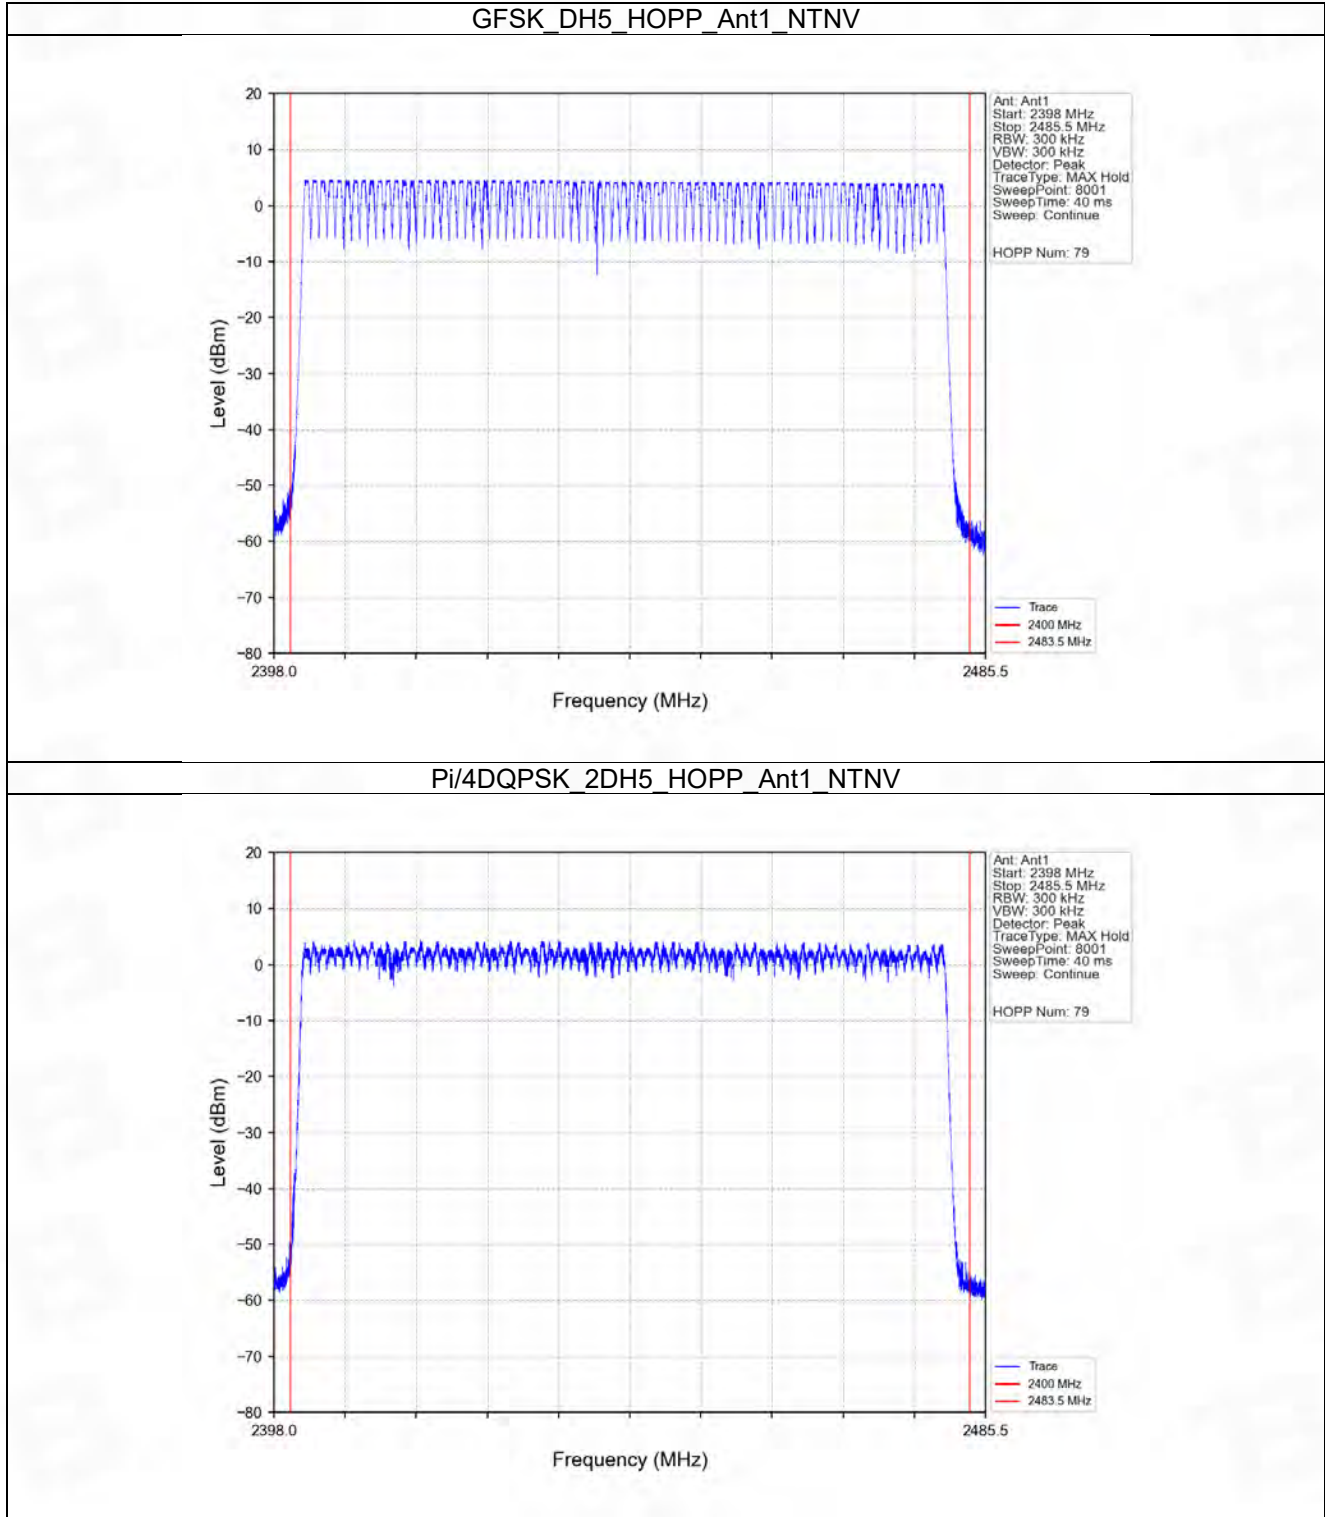 GFSK_DH5_HOPP_Ant1_NTNV
20
10
0
−10
−20
−30
−40
−50
−60
−70
−80
Level (dBm)
2398.0
2485.5
Frequency (MHz)
Ant: Ant1
Start: 2398 MHz
Stop: 2485.5 MHz
RBW: 300 kHz
VBW: 300 kHz
Detector: Peak
TraceType: MAX Hold
SweepPoint: 8001
SweepTime: 40 ms
Sweep: Continue
HOPP Num: 79
Trace
2400 MHz
2483.5 MHz
Pi/4DQPSK_2DH5_HOPP_Ant1_NTNV
20
10
0
−10
−20
−30
−40
−50
−60
−70
−80
Level (dBm)
2398.0
2485.5
Frequency (MHz)
Ant: Ant1
Start: 2398 MHz
Stop: 2485.5 MHz
RBW: 300 kHz
VBW: 300 kHz
Detector: Peak
TraceType: MAX Hold
SweepPoint: 8001
SweepTime: 40 ms
Sweep: Continue
HOPP Num: 79
Trace
2400 MHz
2483.5 MHz